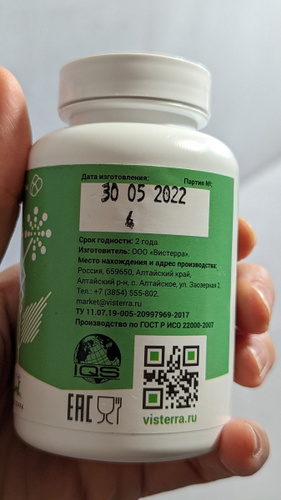 Дата изготовления: Партия №:
30 05 2022
6
Срок годности: 2 года.
Изготовитель: ООО «Вистерра».
Место нахождения и адрес производства:
Россия, 659650, Алтайский край,
Алтайский р-н, с. Алтайское, ул. Заозерная 2
Тел.: +7 (3854) 555-802.
market@visterra.ru
ТУ 11.07.19-005-20997969-2017
Производство по ГОСТ Р ИСО 22000-2007
IQS
EAC
visterra.ru